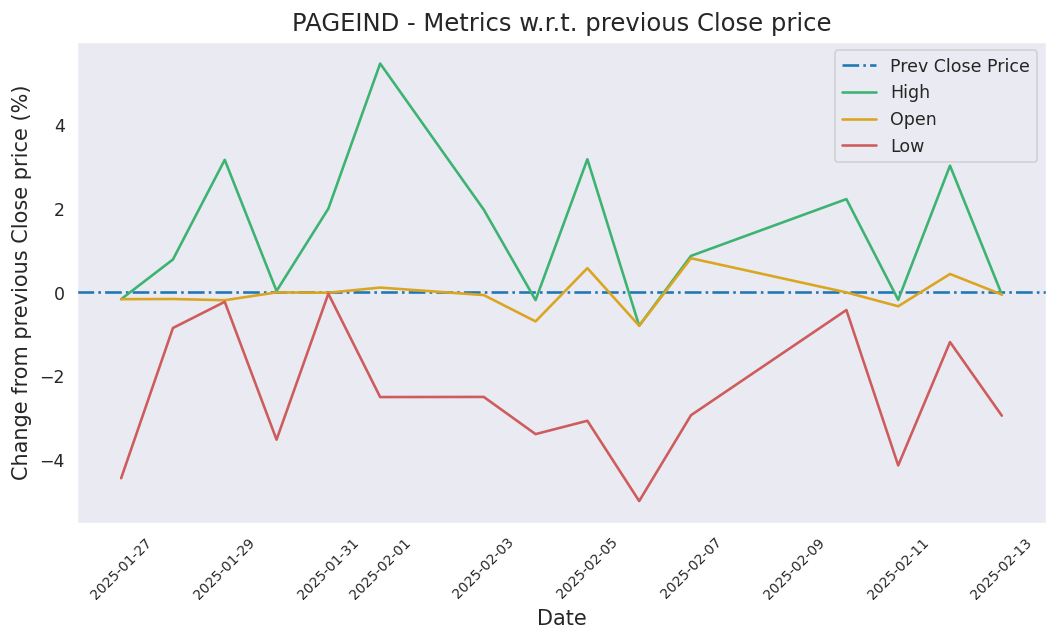 PAGEIND - Metrics w.r.t. previous Close price
Prev Close Price
High
Open
Low
Change from previous Close price (%)
4
2
0
−2
−4
2025-01-27
2025-01-29
2025-01-31
2025-02-01
2025-02-03
2025-02-05
2025-02-07
2025-02-09
2025-02-11
2025-02-13
Date